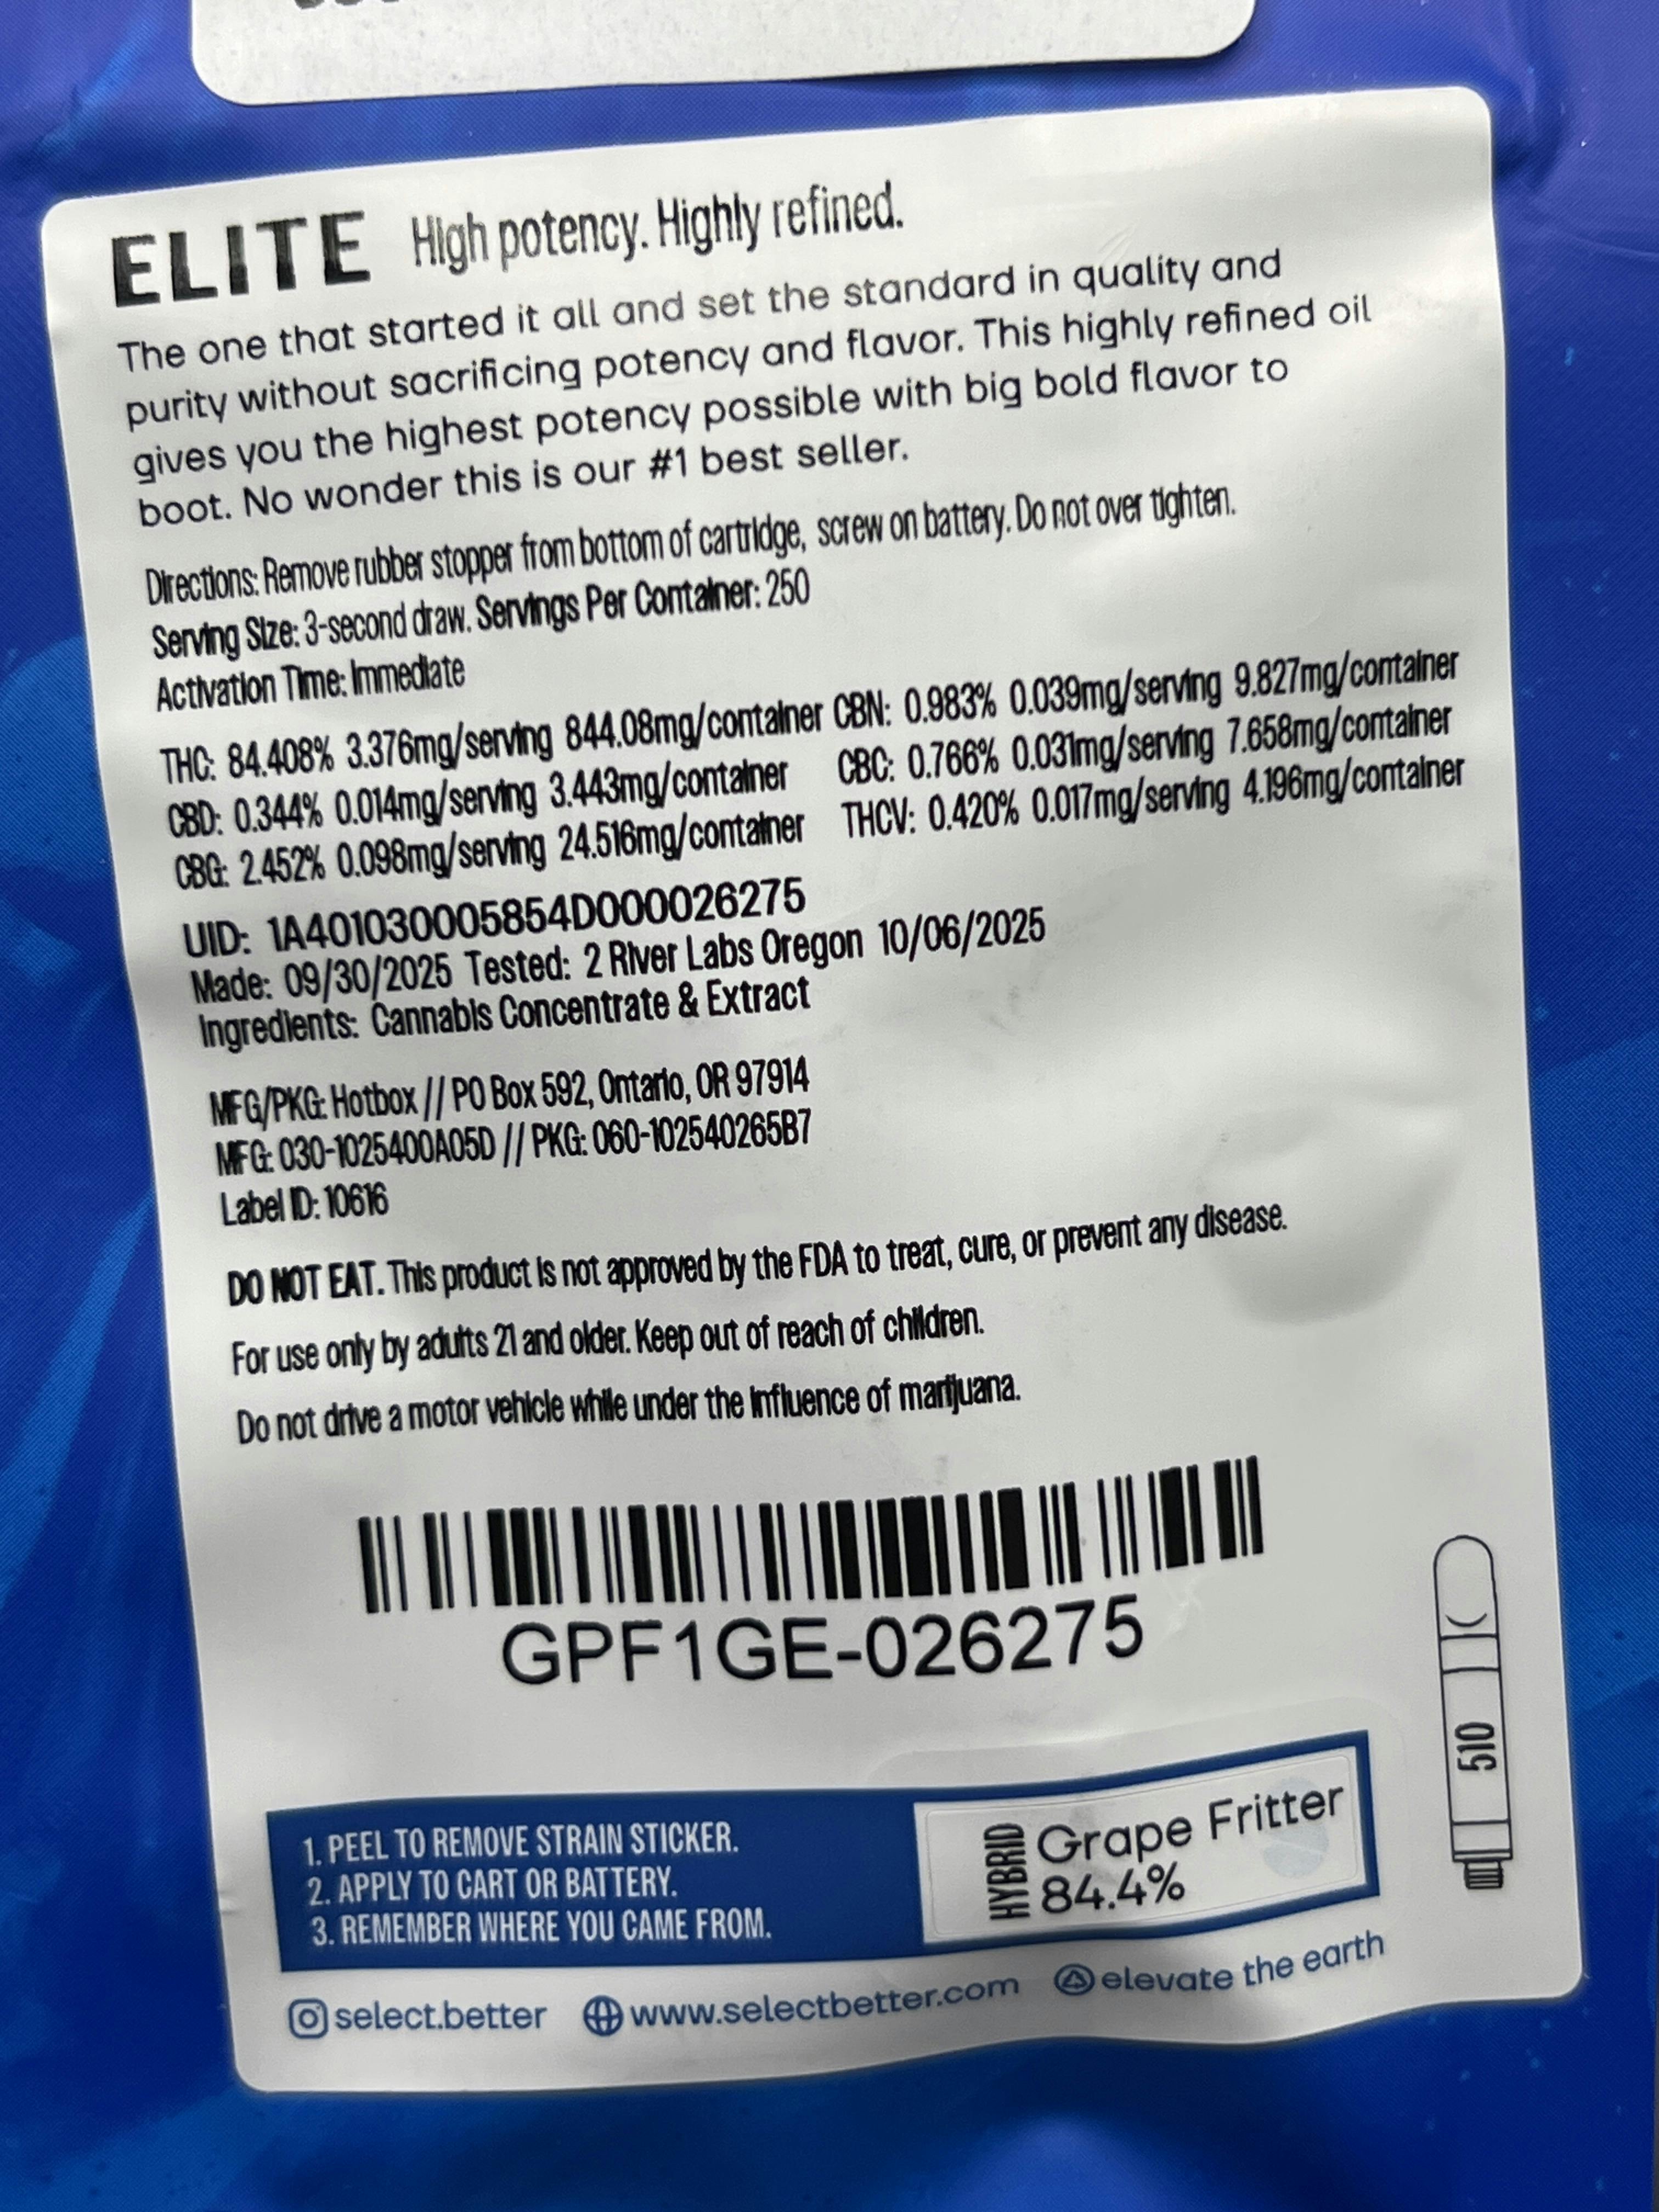 ELITE High potency. Highly refined.
The one that started it all and set the standard in quality and
purity without sacrificing potency and flavor. This highly refined oil
gives you the highest potency possible with big bold flavor to
boot. No wonder this is our #1 best seller.
Directions: Remove rubber stopper from bottom of cartridge, screw on battery. Do not over tighten.
Serving Size: 3-second draw. Servings Per Container: 250
Activation Time: Immediate
THC: 84.408% 3.376mg/serving 844.08mg/container CBN: 0.983% 0.039mg/serving 9.827mg/container
CBD: 0.344% 0.014mg/serving 3.443mg/container CBC: 0.766% 0.031mg/serving 7.658mg/container
CBG: 2.452% 0.098mg/serving 24.516mg/container THCV: 0.420% 0.017mg/serving 4.196mg/container
UID: 1A401030005854D000026275
Made: 09/30/2025 Tested: 2 River Labs Oregon 10/06/2025
Ingredients: Cannabis Concentrate & Extract
MFG/PKG: Hotbox // PO Box 592, Ontario, OR 97914
MFG: 030-1025400A05D // PKG: 060-102540265B7
Label ID: 10616
DO NOT EAT. This product is not approved by the FDA to treat, cure, or prevent any disease.
For use only by adults 21 and older. Keep out of reach of children.
Do not drive a motor vehicle while under the influence of marijuana.
GPF1GE-026275
510
1. PEEL TO REMOVE STRAIN STICKER.
2. APPLY TO CART OR BATTERY.
3. REMEMBER WHERE YOU CAME FROM.
HYBRID
Grape Fritter
84.4%
select.better www.selectbetter.com elevate the earth